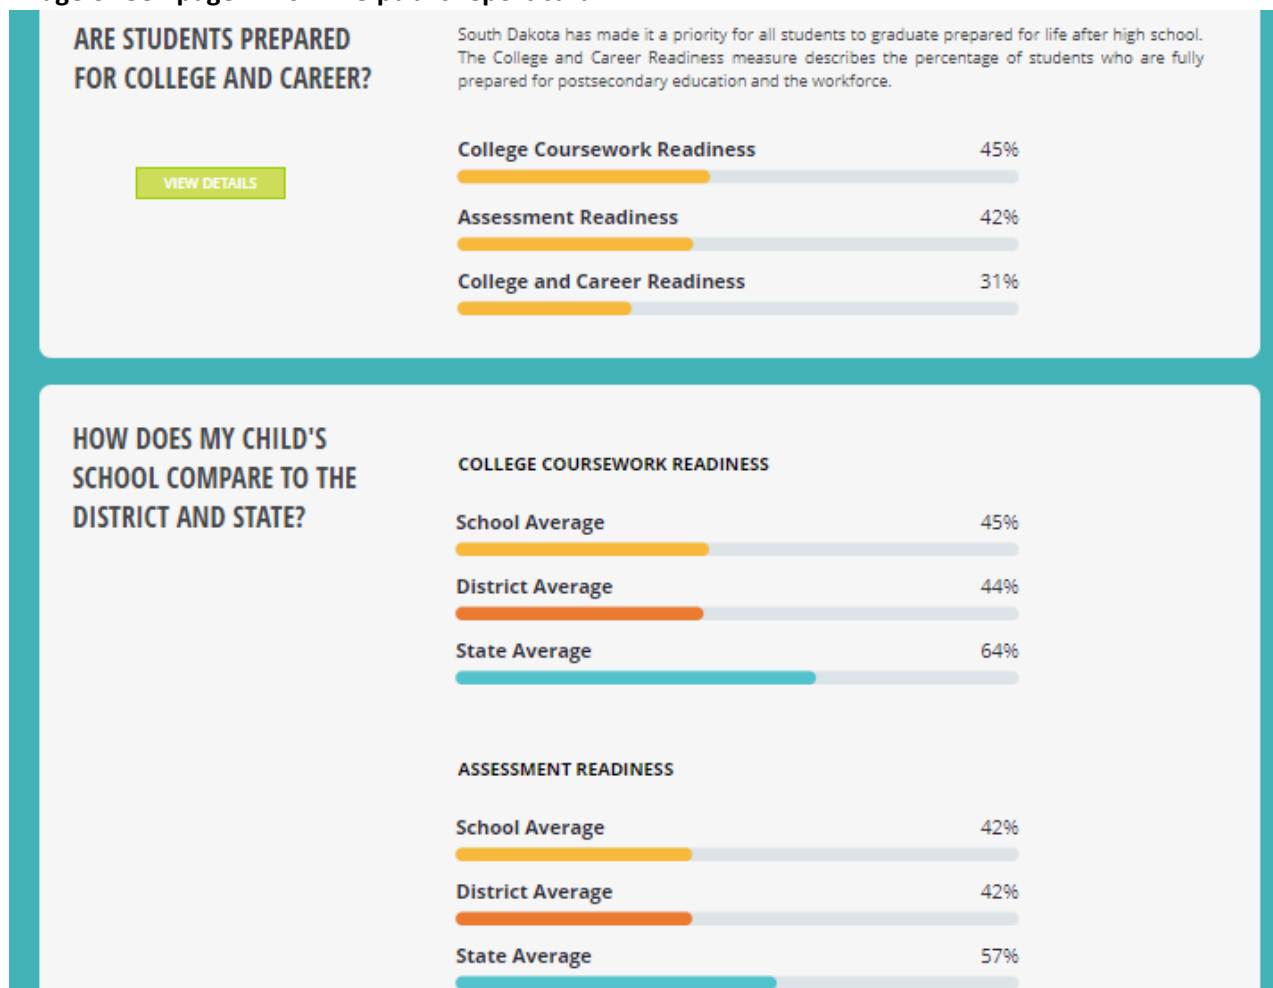 ARE STUDENTS PREPARED
FOR COLLEGE AND CAREER?
VIEW DETAILS
South Dakota has made it a priority for all students to graduate prepared for life after high school.
The College and Career Readiness measure describes the percentage of students who are fully
prepared for postsecondary education and the workforce.
College Coursework Readiness 45%
Assessment Readiness 42%
College and Career Readiness 31%
HOW DOES MY CHILD'S
SCHOOL COMPARE TO THE
DISTRICT AND STATE?
COLLEGE COURSEWORK READINESS
School Average 45%
District Average 44%
State Average 64%
ASSESSMENT READINESS
School Average 42%
District Average 42%
State Average 57%